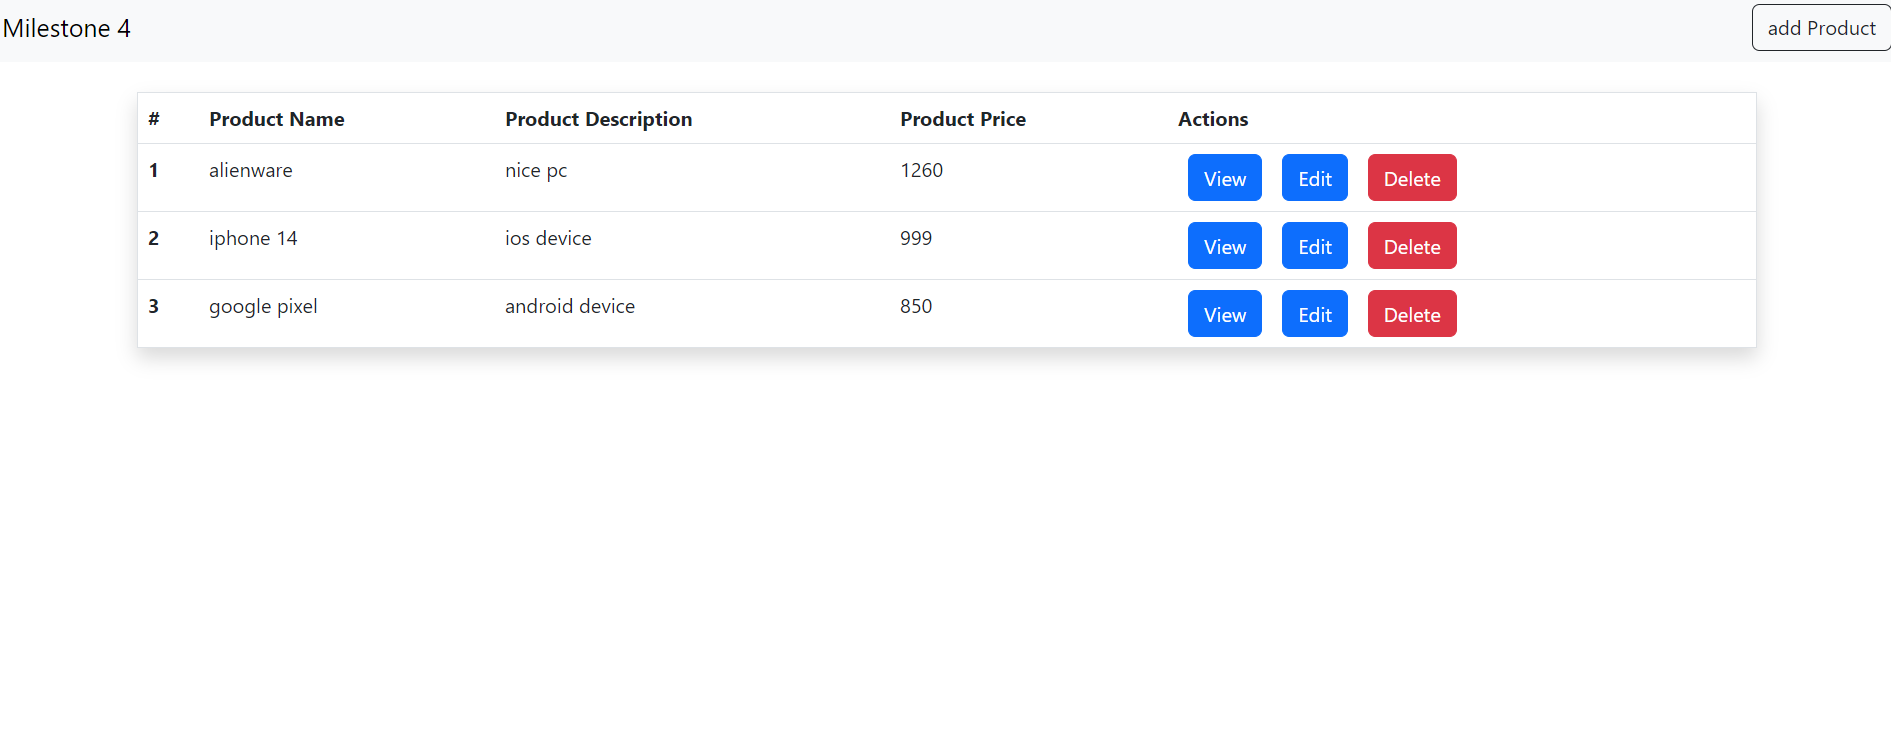 Milestone 4 add Product
# Product Name Product Description Product Price Actions
1 alienware nice pc 1260 View Edit Delete
2 iphone 14 ios device 999 View Edit Delete
3 google pixel android device 850 View Edit Delete